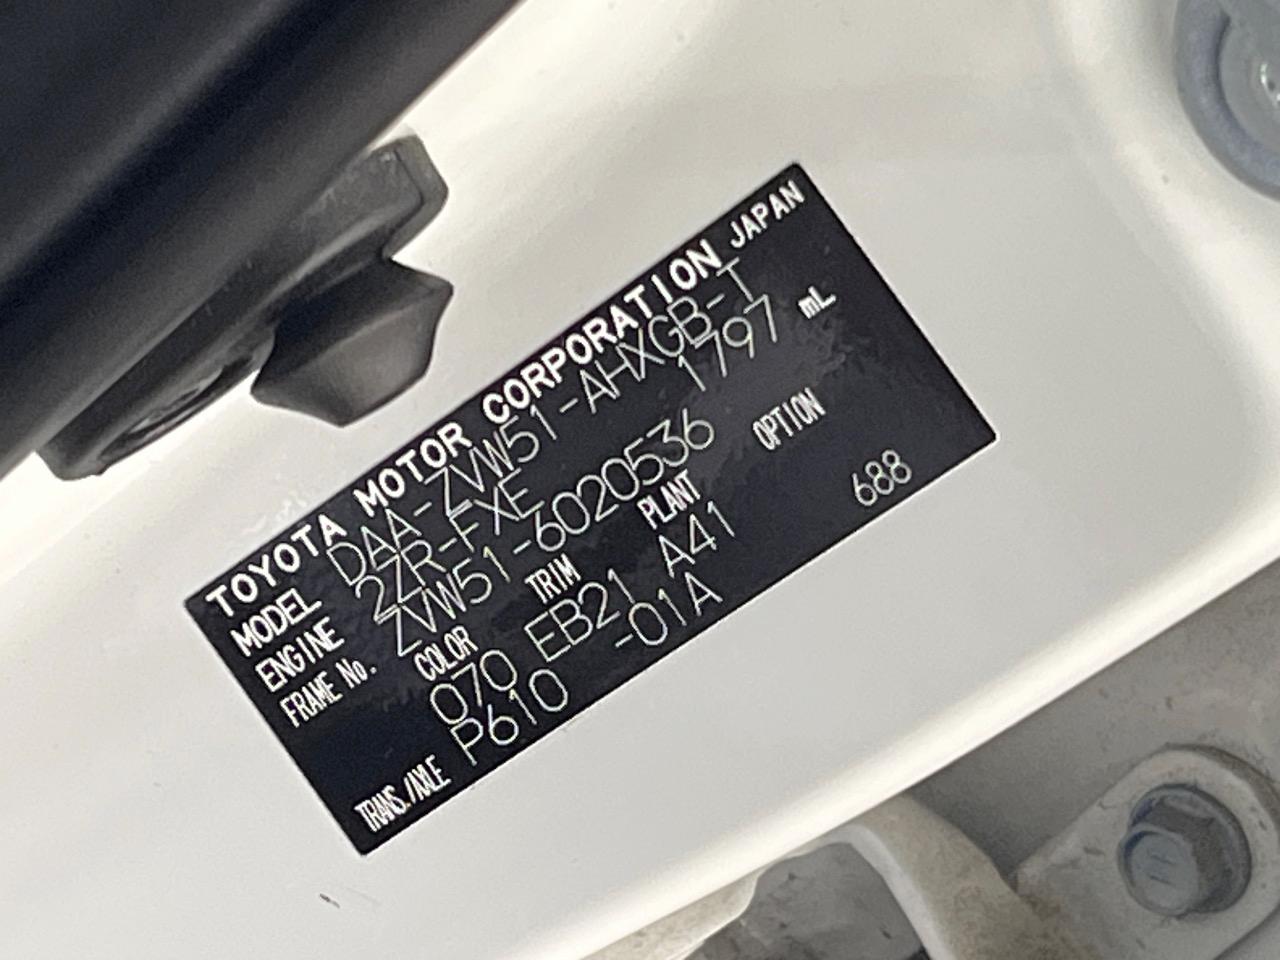 TOYOTA MOTOR CORPORATION JAPAN
MODEL DAA-ZVW51-AHXGB-T
ENGINE 2ZR-FXE 1797 mL
FRAME No. ZVW51-6020536
COLOR TRIM PLANT OPTION
070 EB21 A41 688
TRANS./AXLE P610 -01A